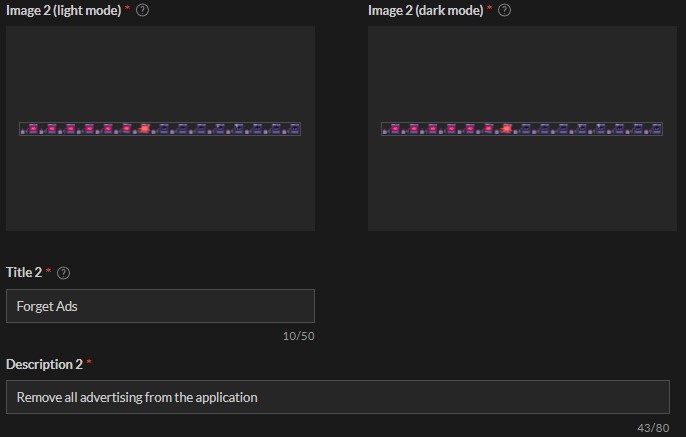 Image 2 (light mode) * ?
Image 2 (dark mode) * ?
Title 2 * ?
Forget Ads
10/50
Description 2 *
Remove all advertising from the application
43/80